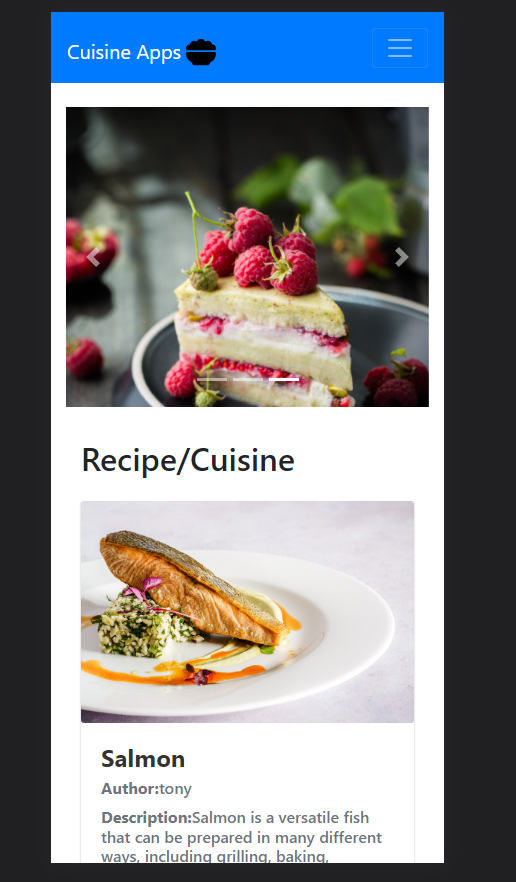 Cuisine Apps
Recipe/Cuisine
Salmon
Author:tony
Description:Salmon is a versatile fish
that can be prepared in many different
ways, including grilling, baking,